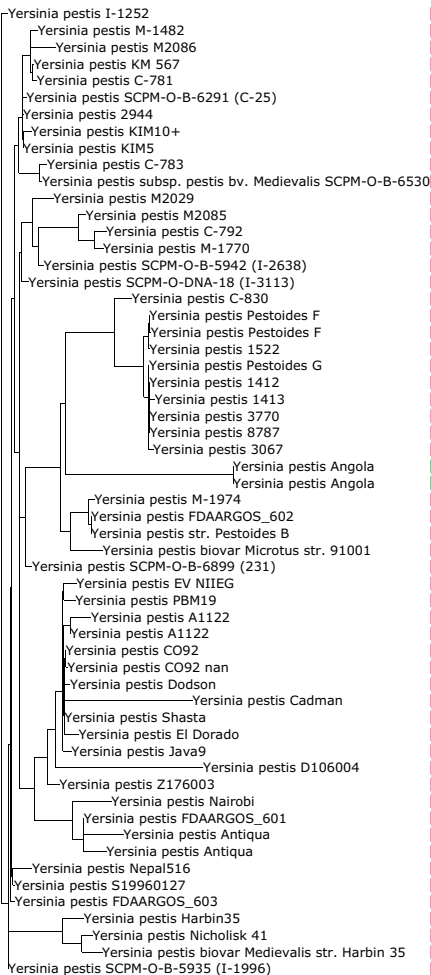 Yersinia pestis I-1252
Yersinia pestis M-1482
Yersinia pestis M2086
Yersinia pestis KM 567
Yersinia pestis C-781
Yersinia pestis SCPM-O-B-6291 (C-25)
Yersinia pestis 2944
Yersinia pestis KIM10+
Yersinia pestis KIM5
Yersinia pestis C-783
Yersinia pestis subsp. pestis bv. Medievalis SCPM-O-B-6530
Yersinia pestis M2029
Yersinia pestis M2085
Yersinia pestis C-792
Yersinia pestis M-1770
Yersinia pestis SCPM-O-B-5942 (I-2638)
Yersinia pestis SCPM-O-DNA-18 (I-3113)
Yersinia pestis C-830
Yersinia pestis Pestoides F
Yersinia pestis Pestoides F
Yersinia pestis 1522
Yersinia pestis Pestoides G
Yersinia pestis 1412
Yersinia pestis 1413
Yersinia pestis 3770
Yersinia pestis 8787
Yersinia pestis 3067
Yersinia pestis Angola
Yersinia pestis Angola
Yersinia pestis M-1974
Yersinia pestis FDAARGOS_602
Yersinia pestis str. Pestoides B
Yersinia pestis biovar Microtus str. 91001
Yersinia pestis SCPM-O-B-6899 (231)
Yersinia pestis EV NIIEG
Yersinia pestis PBM19
Yersinia pestis A1122
Yersinia pestis A1122
Yersinia pestis CO92
Yersinia pestis CO92 nan
Yersinia pestis Dodson
Yersinia pestis Cadman
Yersinia pestis Shasta
Yersinia pestis El Dorado
Yersinia pestis Java9
Yersinia pestis D106004
Yersinia pestis Z176003
Yersinia pestis Nairobi
Yersinia pestis FDAARGOS_601
Yersinia pestis Antiqua
Yersinia pestis Antiqua
Yersinia pestis Nepal516
Yersinia pestis S19960127
Yersinia pestis FDAARGOS_603
Yersinia pestis Harbin35
Yersinia pestis Nicholisk 41
Yersinia pestis biovar Medievalis str. Harbin 35
Yersinia pestis SCPM-O-B-5935 (I-1996)